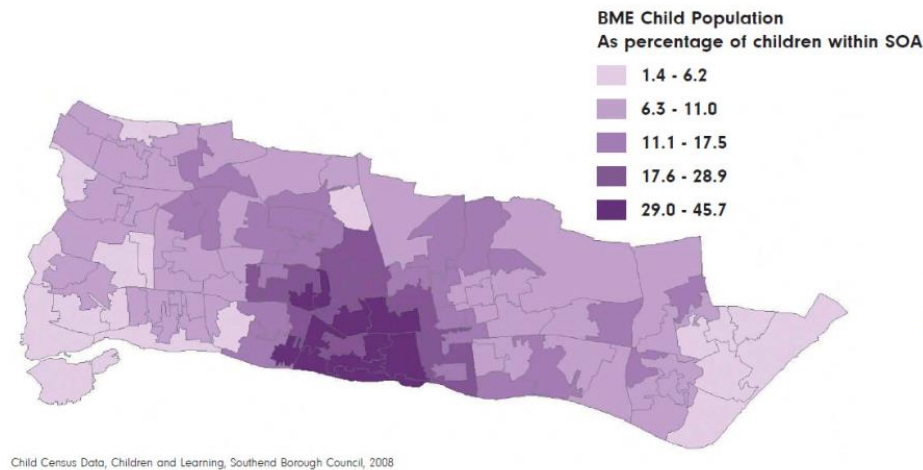 BME Child Population
As percentage of children within SOA
1.4 - 6.2
6.3 - 11.0
11.1 - 17.5
17.6 - 28.9
29.0 - 45.7
Child Census Data, Children and Learning, Southend Borough Council, 2008